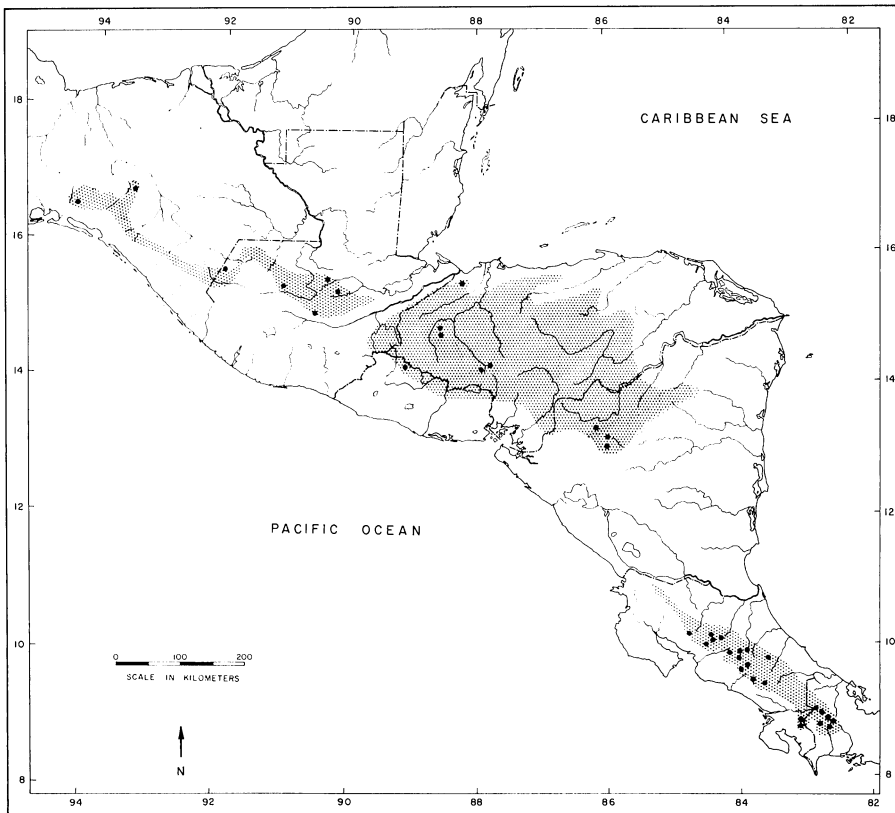 94 92 90 88 86 84 82
18 18
CARIBBEAN SEA
16 16
14 14
12 12
PACIFIC OCEAN
10 10
0 100 200
SCALE IN KILOMETERS
N
8 8
94 92 90 88 86 84 82